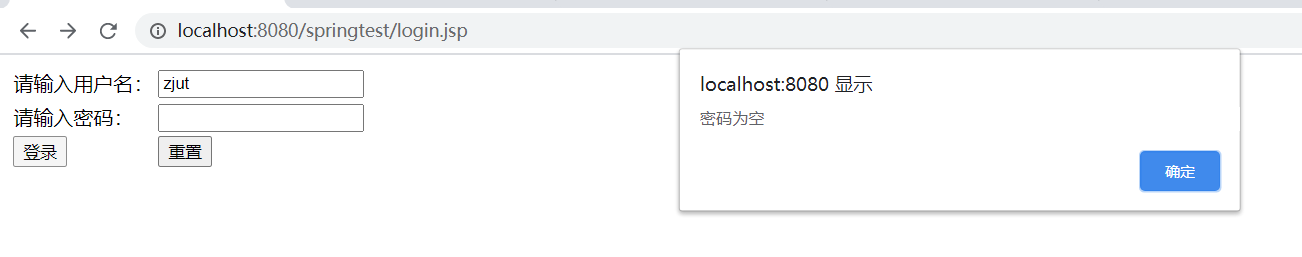 localhost:8080/springtest/login.jsp
请输入用户名： zjut
请输入密码：
登录 重置
localhost:8080 显示
密码为空
确定